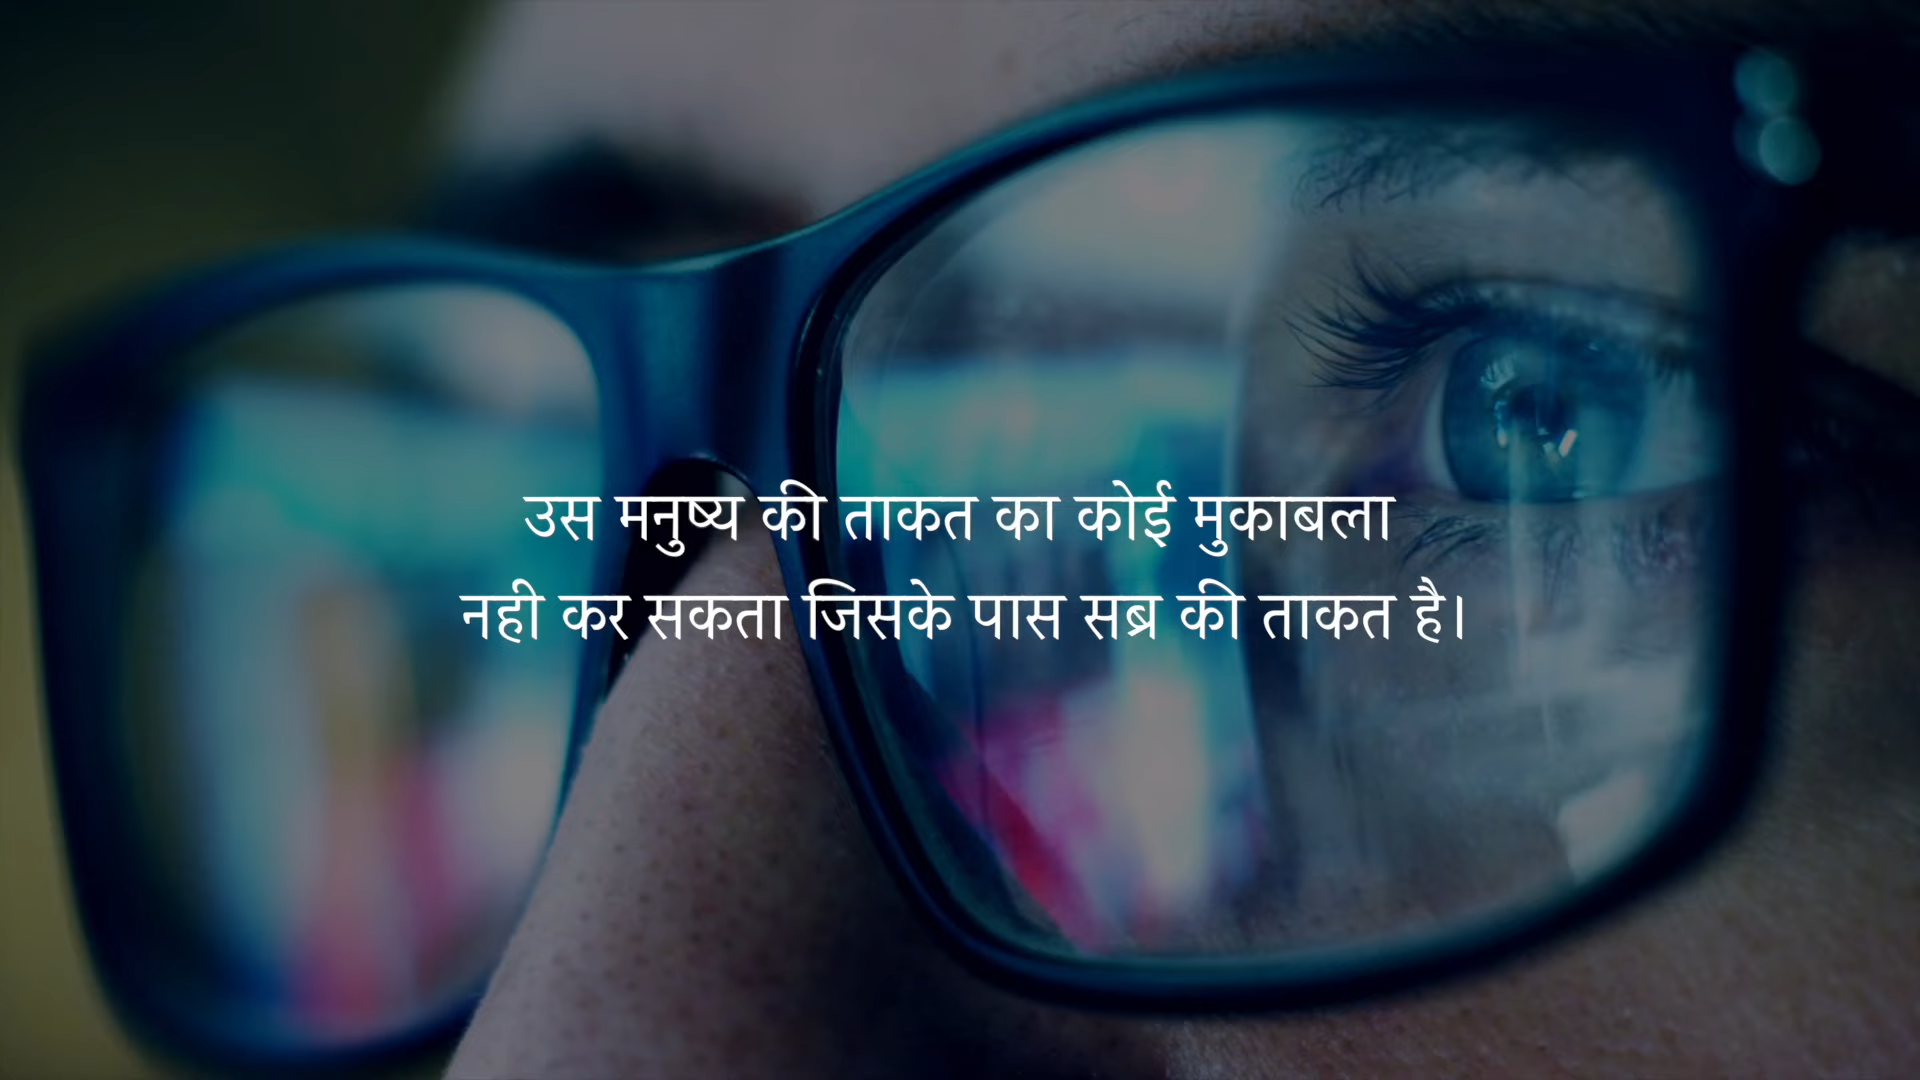 उस मनुष्य की ताकत का कोई मुकाबला
नही कर सकता जिसके पास सब्र की ताकत है।